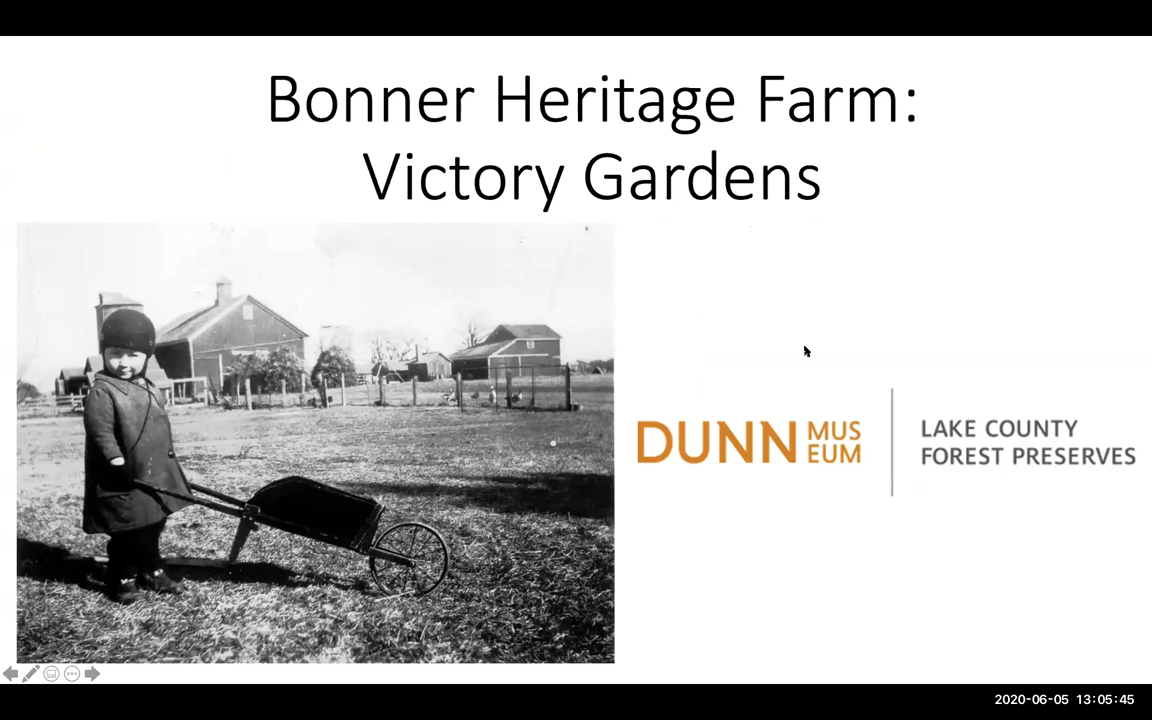 Bonner Heritage Farm:
Victory Gardens
DUNN MUS
EUM
LAKE COUNTY
FOREST PRESERVES
2020-06-05 13:05:45